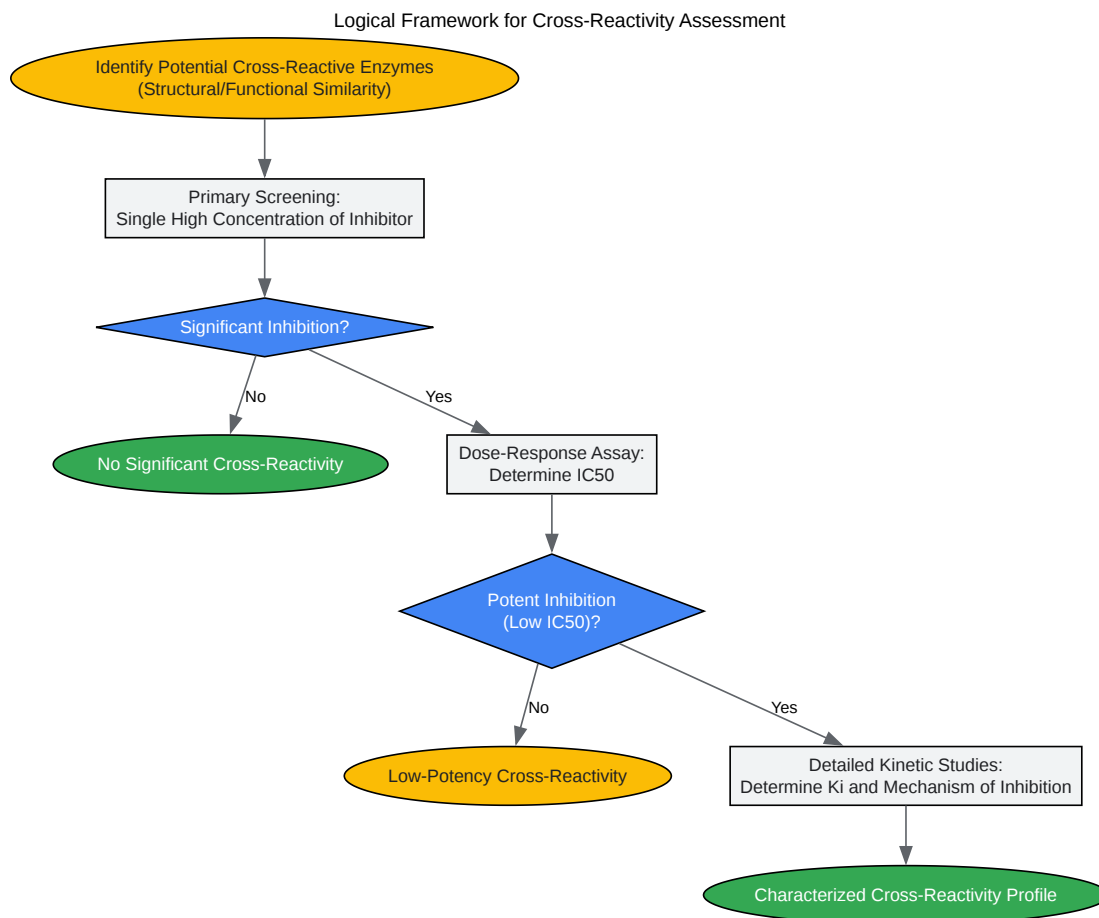 Logical Framework for Cross-Reactivity Assessment
Identify Potential Cross-Reactive Enzymes
(Structural/Functional Similarity)
Primary Screening:
Single High Concentration of Inhibitor
Significant Inhibition?
No
Yes
No Significant Cross-Reactivity
Dose-Response Assay:
Determine IC50
Potent Inhibition
(Low IC50)?
No
Yes
Low-Potency Cross-Reactivity
Detailed Kinetic Studies:
Determine Ki and Mechanism of Inhibition
Characterized Cross-Reactivity Profile